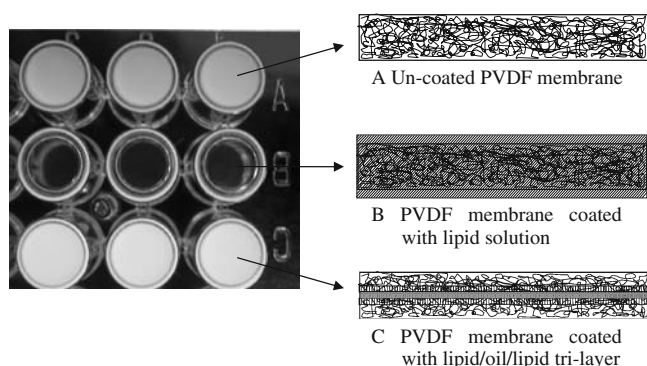 A Un-coated PVDF membrane
A
B
B PVDF membrane coated
with lipid solution
C
C PVDF membrane coated
with lipid/oil/lipid tri-layer